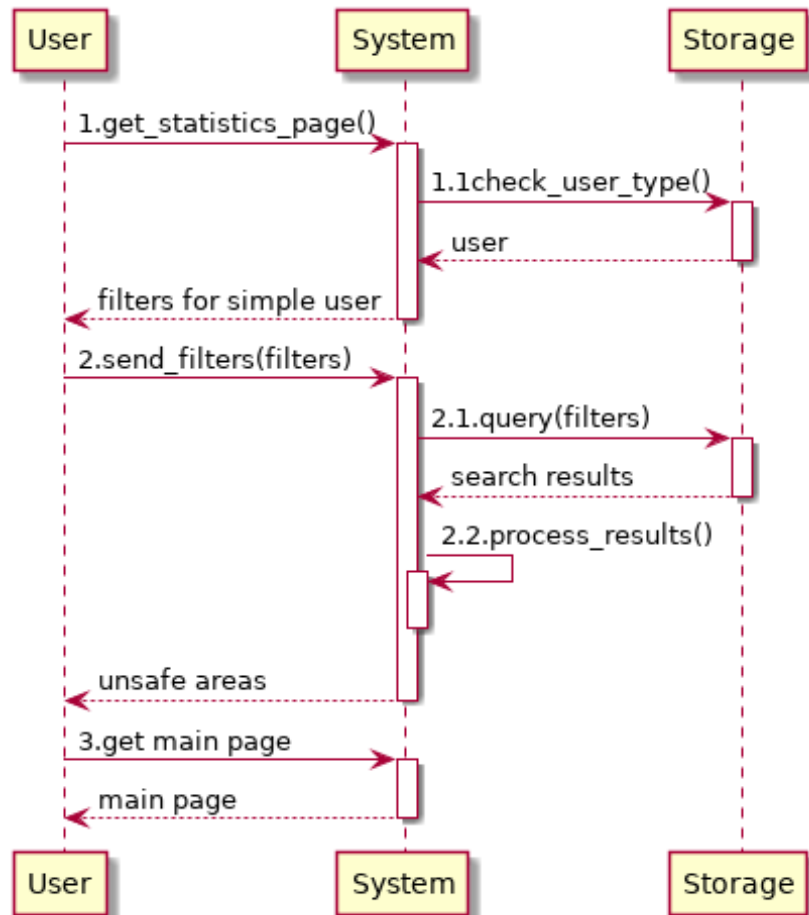 User
System
Storage
1.get_statistics_page()
1.1check_user_type()
user
filters for simple user
2.send_filters(filters)
2.1.query(filters)
search results
2.2.process_results()
unsafe areas
3.get main page
main page
User
System
Storage